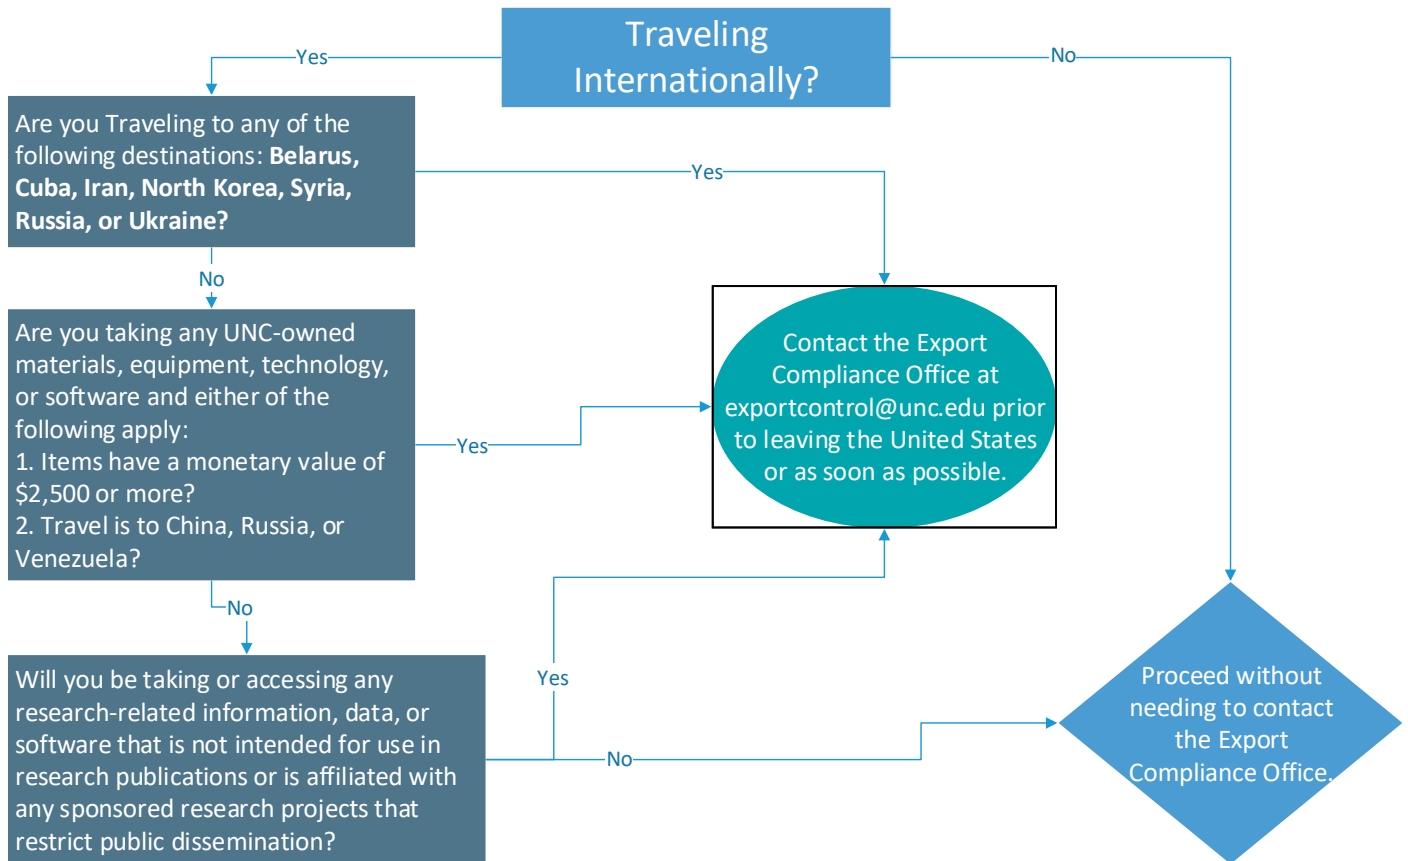 Traveling
Internationally?
Yes
No
Are you Traveling to any of the
following destinations: Belarus,
Cuba, Iran, North Korea, Syria,
Russia, or Ukraine?
Yes
No
Are you taking any UNC-owned
materials, equipment, technology,
or software and either of the
following apply:
1. Items have a monetary value of
$2,500 or more?
2. Travel is to China, Russia, or
Venezuela?
Yes
Contact the Export
Compliance Office at
exportcontrol@unc.edu prior
to leaving the United States
or as soon as possible.
No
Will you be taking or accessing any
research-related information, data, or
software that is not intended for use in
research publications or is affiliated with
any sponsored research projects that
restrict public dissemination?
Yes
No
Proceed without
needing to contact
the Export
Compliance Office.